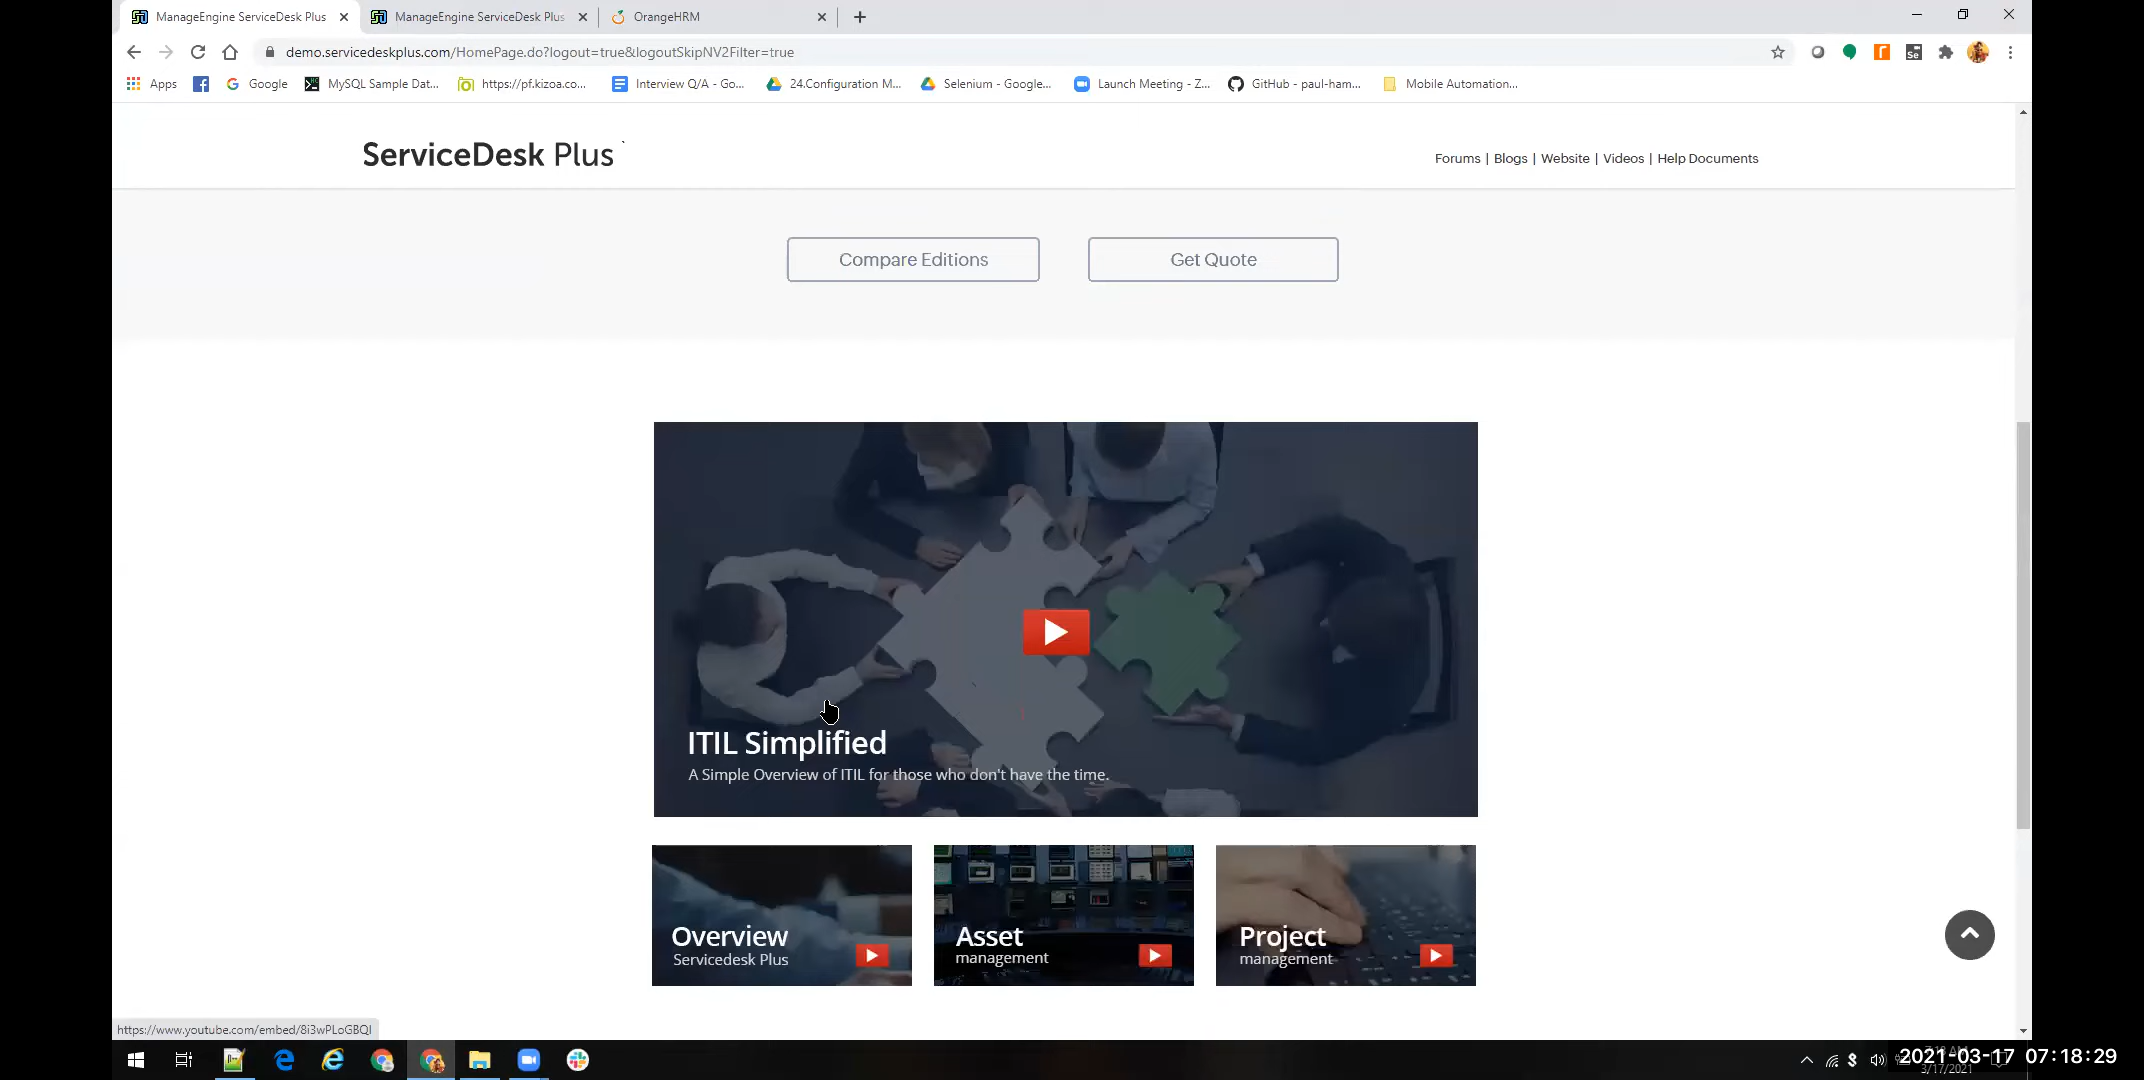 ManageEngine ServiceDesk Plus
ManageEngine ServiceDesk Plus
OrangeHRM
demo.servicedeskplus.com/HomePage.do?logout=true&logoutSkipNV2Filter=true
Apps
Google
MySQL Sample Dat...
https://pf.kizoa.co...
Interview Q/A - Go...
24.Configuration M...
Selenium - Google...
Launch Meeting - Z...
GitHub - paul-ham...
Mobile Automation...
ServiceDesk Plus
Forums | Blogs | Website | Videos | Help Documents
Compare Editions
Get Quote
ITIL Simplified
A Simple Overview of ITIL for those who don't have the time.
Overview
Servicedesk Plus
Asset
management
Project
management
https://www.youtube.com/embed/8i3wPLoGBQI
2021-03-17 07:18:29
3/17/2021